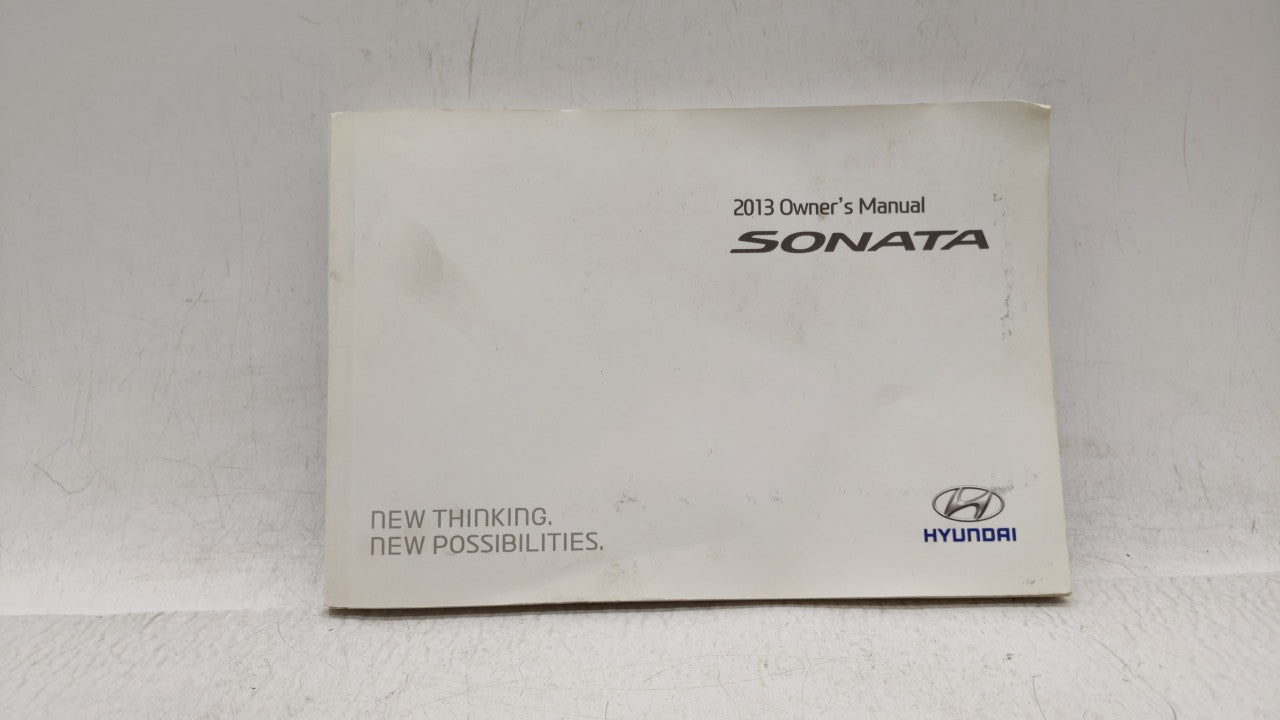 2013 Owner's Manual
SONATA
NEW THINKING.
NEW POSSIBILITIES.
HYUNDAI